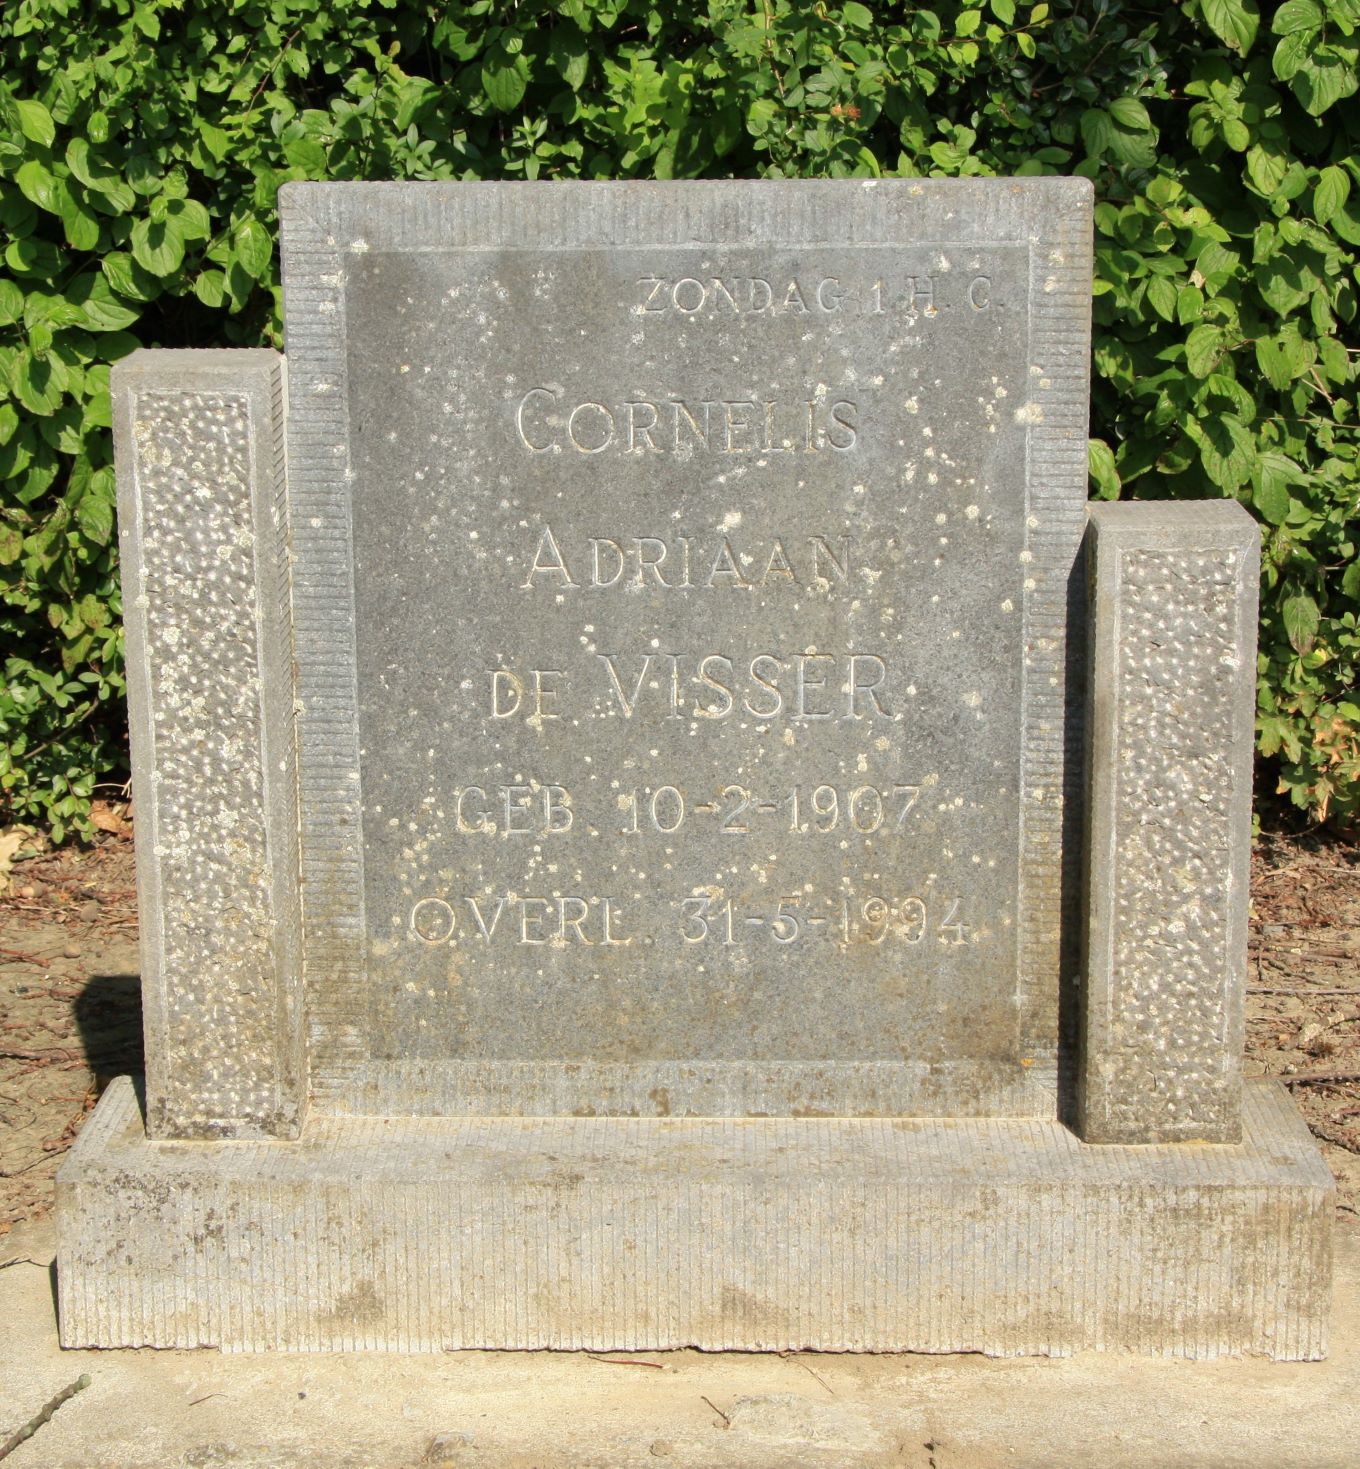 ZONDAG 1 H. C.
CORNELIS
ADRIAAN
DE VISSER
GEB. 10-2-1907
OVERL. 31-5-1994